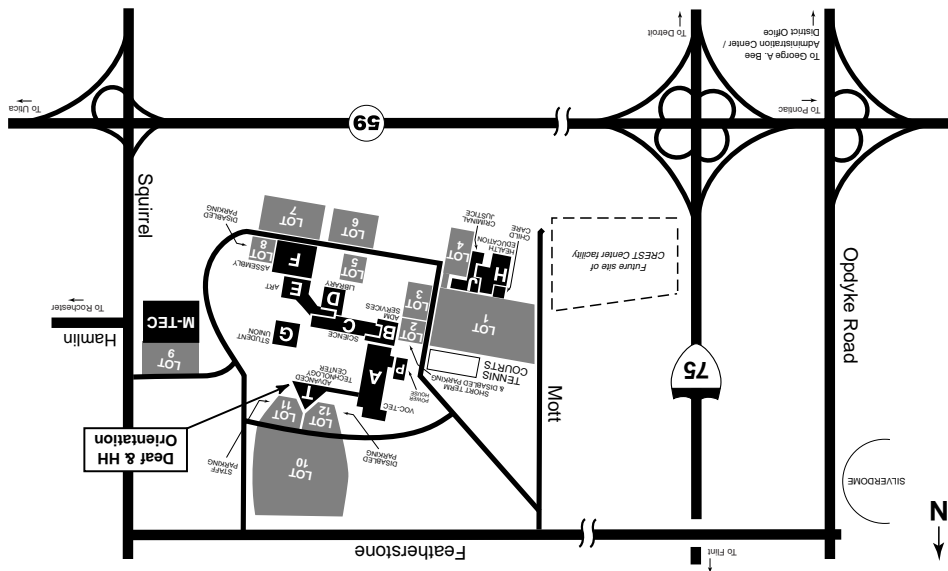 To Flint
N
SILVERDOME
Featherstone
Deaf & HH
Orientation
LOT
10
STAFF
PARKING
DISABLED
PARKING
LOT
11
LOT
12
T
ADVANCED
TECHNOLOGY
CENTER
VOC-TEC
A
POWER
HOUSE
P
SHORT TERM
& DISABLED PARKING
TENNIS
COURTS
Mott
75
Opdyke Road
LOT
9
M-TEC
Hamlin
To Rochester
Squirrel
STUDENT
UNION
G
SCIENCE
C
B
ADM
SERVICES
LOT
2
LOT
3
LOT
1
ART
E
LIBRARY
D
ASSEMBLY
F
LOT
8
DISABLED
PARKING
LOT
5
LOT
6
LOT
7
LOT
4
H
J
CHILD
CARE
HEALTH
EDUCATION
CRIMINAL
JUSTICE
Future site of
CREST Center facility
59
To Utica
To Pontiac
To Detroit
To George A. Bee
Administration Center /
District Office